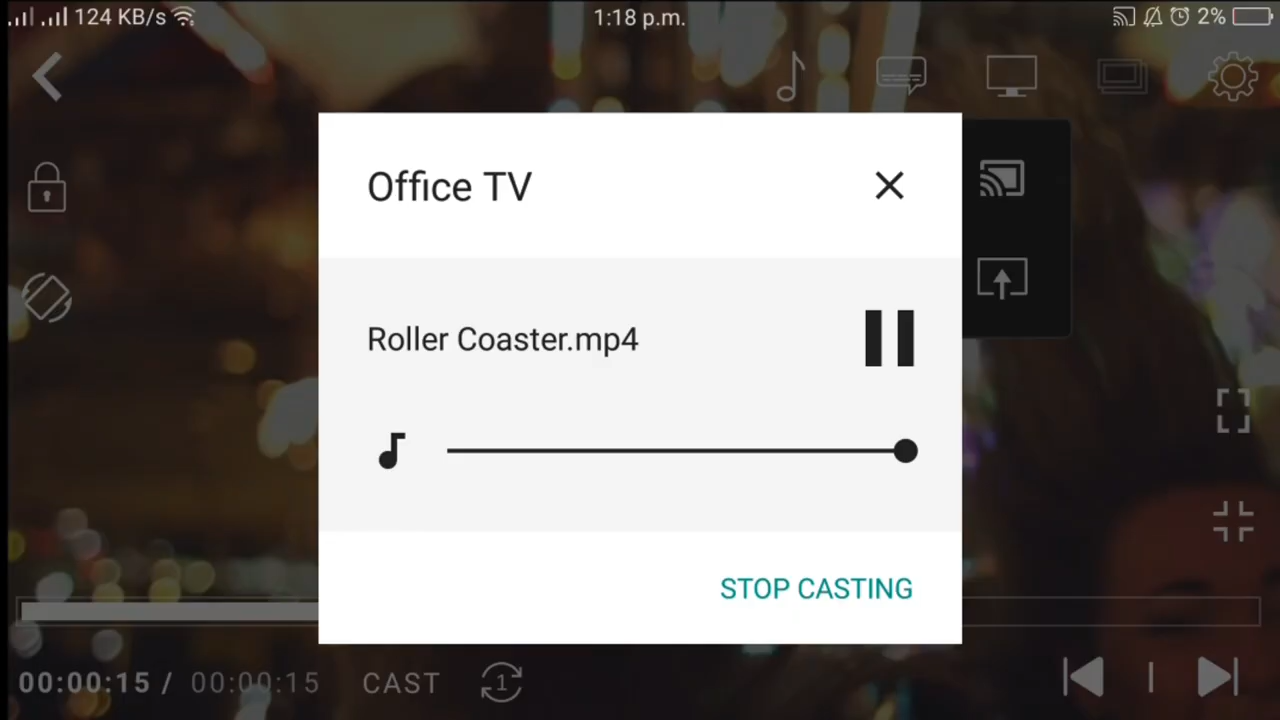 124 KB/s
1:18 p.m.
2%
Office TV
Roller Coaster.mp4
STOP CASTING
00:00:15 / 00:00:15 CAST 1